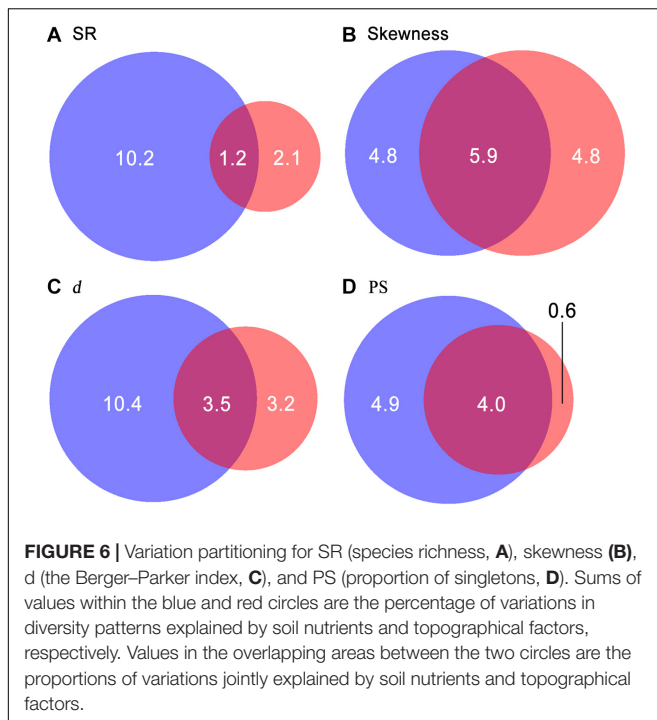 A SR
B Skewness
10.2 1.2 2.1
4.8 5.9 4.8
C d
D PS
0.6
10.4 3.5 3.2
4.9 4.0
FIGURE 6 | Variation partitioning for SR (species richness, A), skewness (B),
d (the Berger–Parker index, C), and PS (proportion of singletons, D). Sums of
values within the blue and red circles are the percentage of variations in
diversity patterns explained by soil nutrients and topographical factors,
respectively. Values in the overlapping areas between the two circles are the
proportions of variations jointly explained by soil nutrients and topographical
factors.